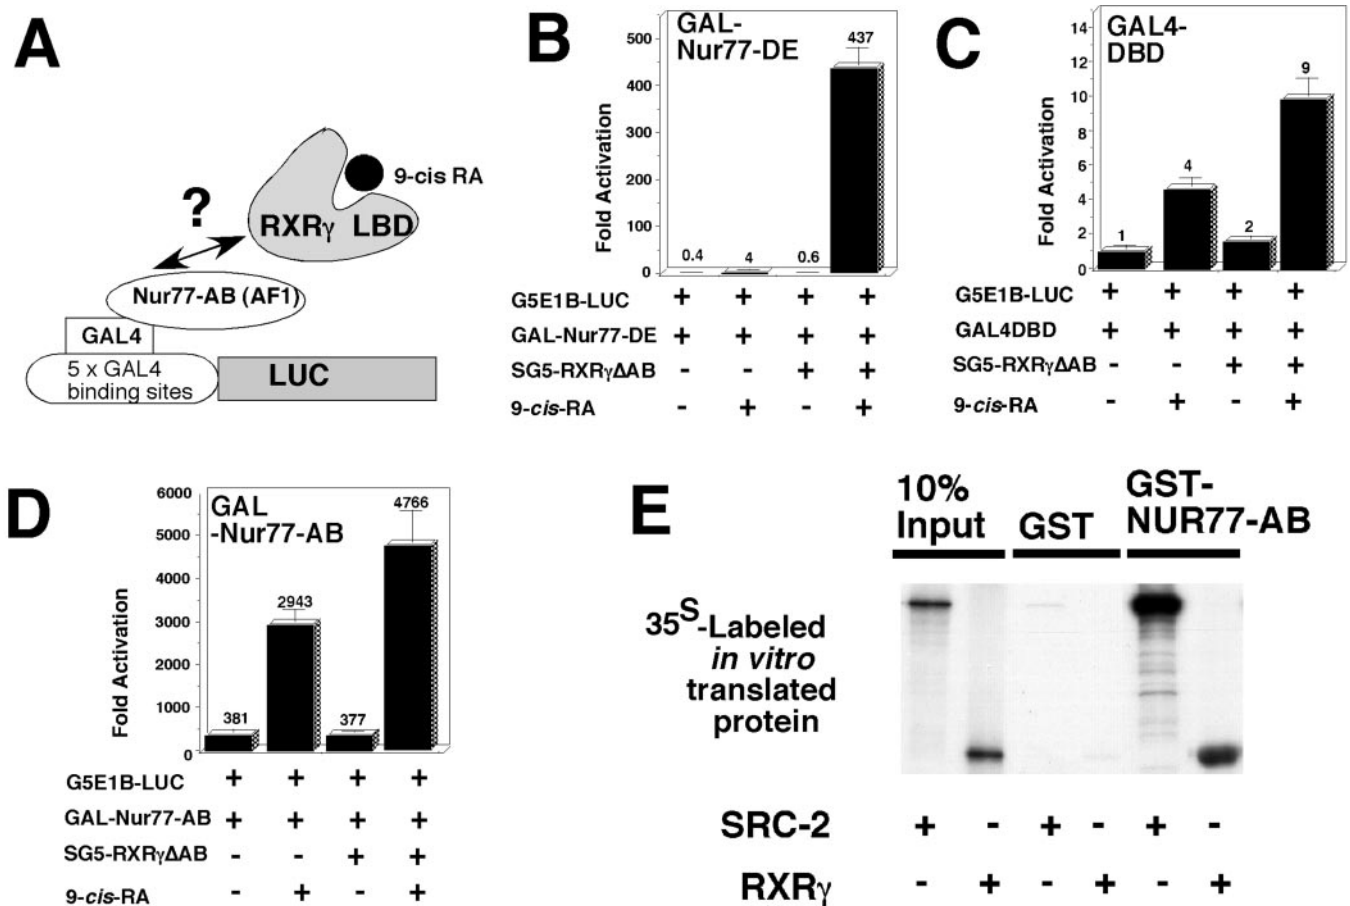 A
?
9-cis RA
RXRγ LBD
Nur77-AB (AF1)
GAL4
5 x GAL4
binding sites
LUC
B
GAL-
Nur77-DE
Fold Activation
500
400
300
200
100
0
0.4
4
0.6
437
G5E1B-LUC + + + +
GAL-Nur77-DE + + + +
SG5-RXRγΔAB - - + +
9-cis-RA - + - +
C
GAL4-
DBD
Fold Activation
14
12
10
8
6
4
2
0
1
4
2
9
G5E1B-LUC + + + +
GAL4DBD + + + +
SG5-RXRγΔAB - - + +
9-cis-RA - + - +
D
GAL
-Nur77-AB
Fold Activation
6000
5000
4000
3000
2000
1000
0
381
2943
377
4766
G5E1B-LUC + + + +
GAL-Nur77-AB + + + +
SG5-RXRγΔAB - - + +
9-cis-RA - + - +
E
10%
Input
GST
GST-
NUR77-AB
35S-Labeled
in vitro
translated
protein
SRC-2 + - + - + -
RXRγ - + - + - +